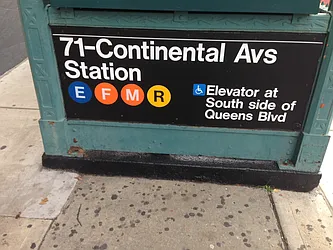 71-Continental Avs
Station
E F M R
Elevator at
South side of
Queens Blvd